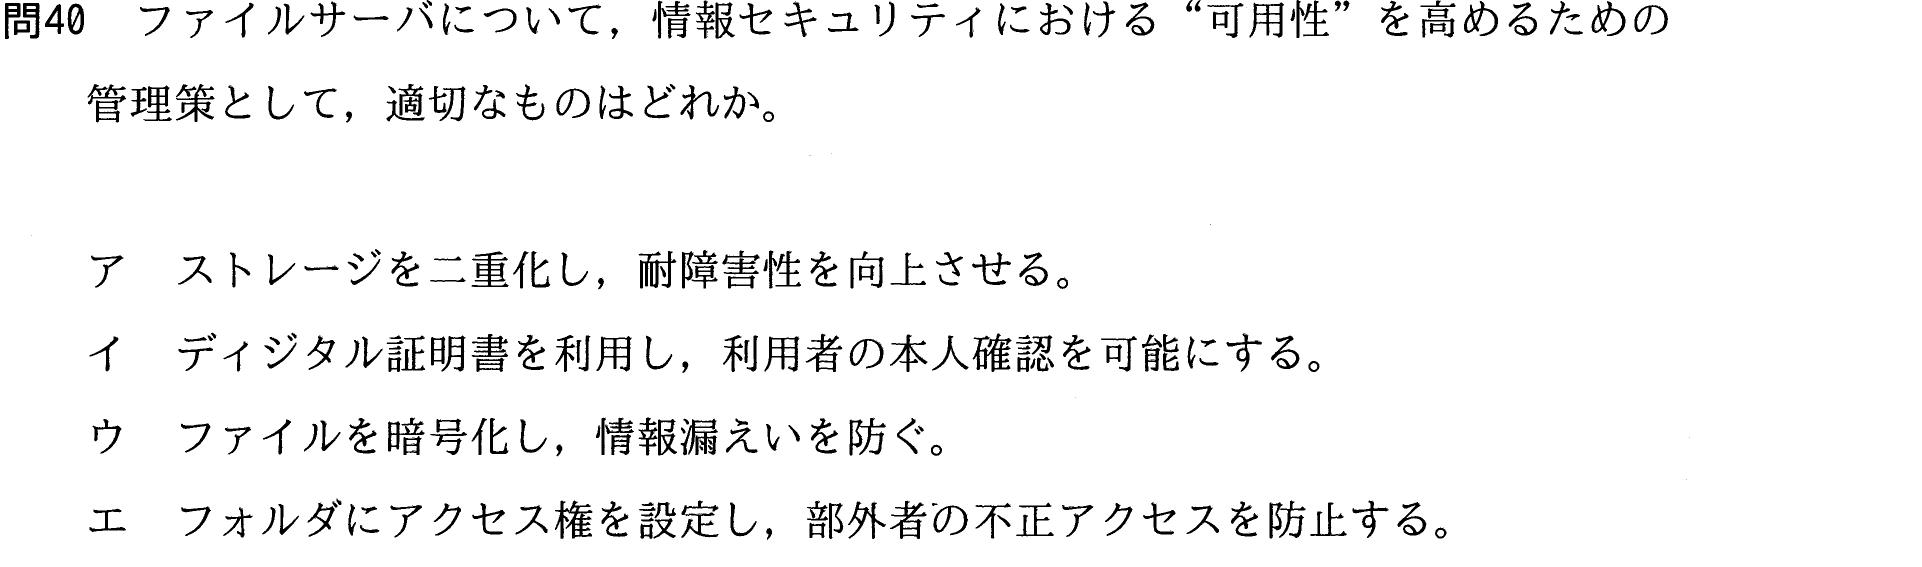 問40　ファイルサーバについて，情報セキュリティにおける“可用性”を高めるための
管理策として，適切なものはどれか。
ア　ストレージを二重化し，耐障害性を向上させる。
イ　ディジタル証明書を利用し，利用者の本人確認を可能にする。
ウ　ファイルを暗号化し，情報漏えいを防ぐ。
エ　フォルダにアクセス権を設定し，部外者の不正アクセスを防止する。